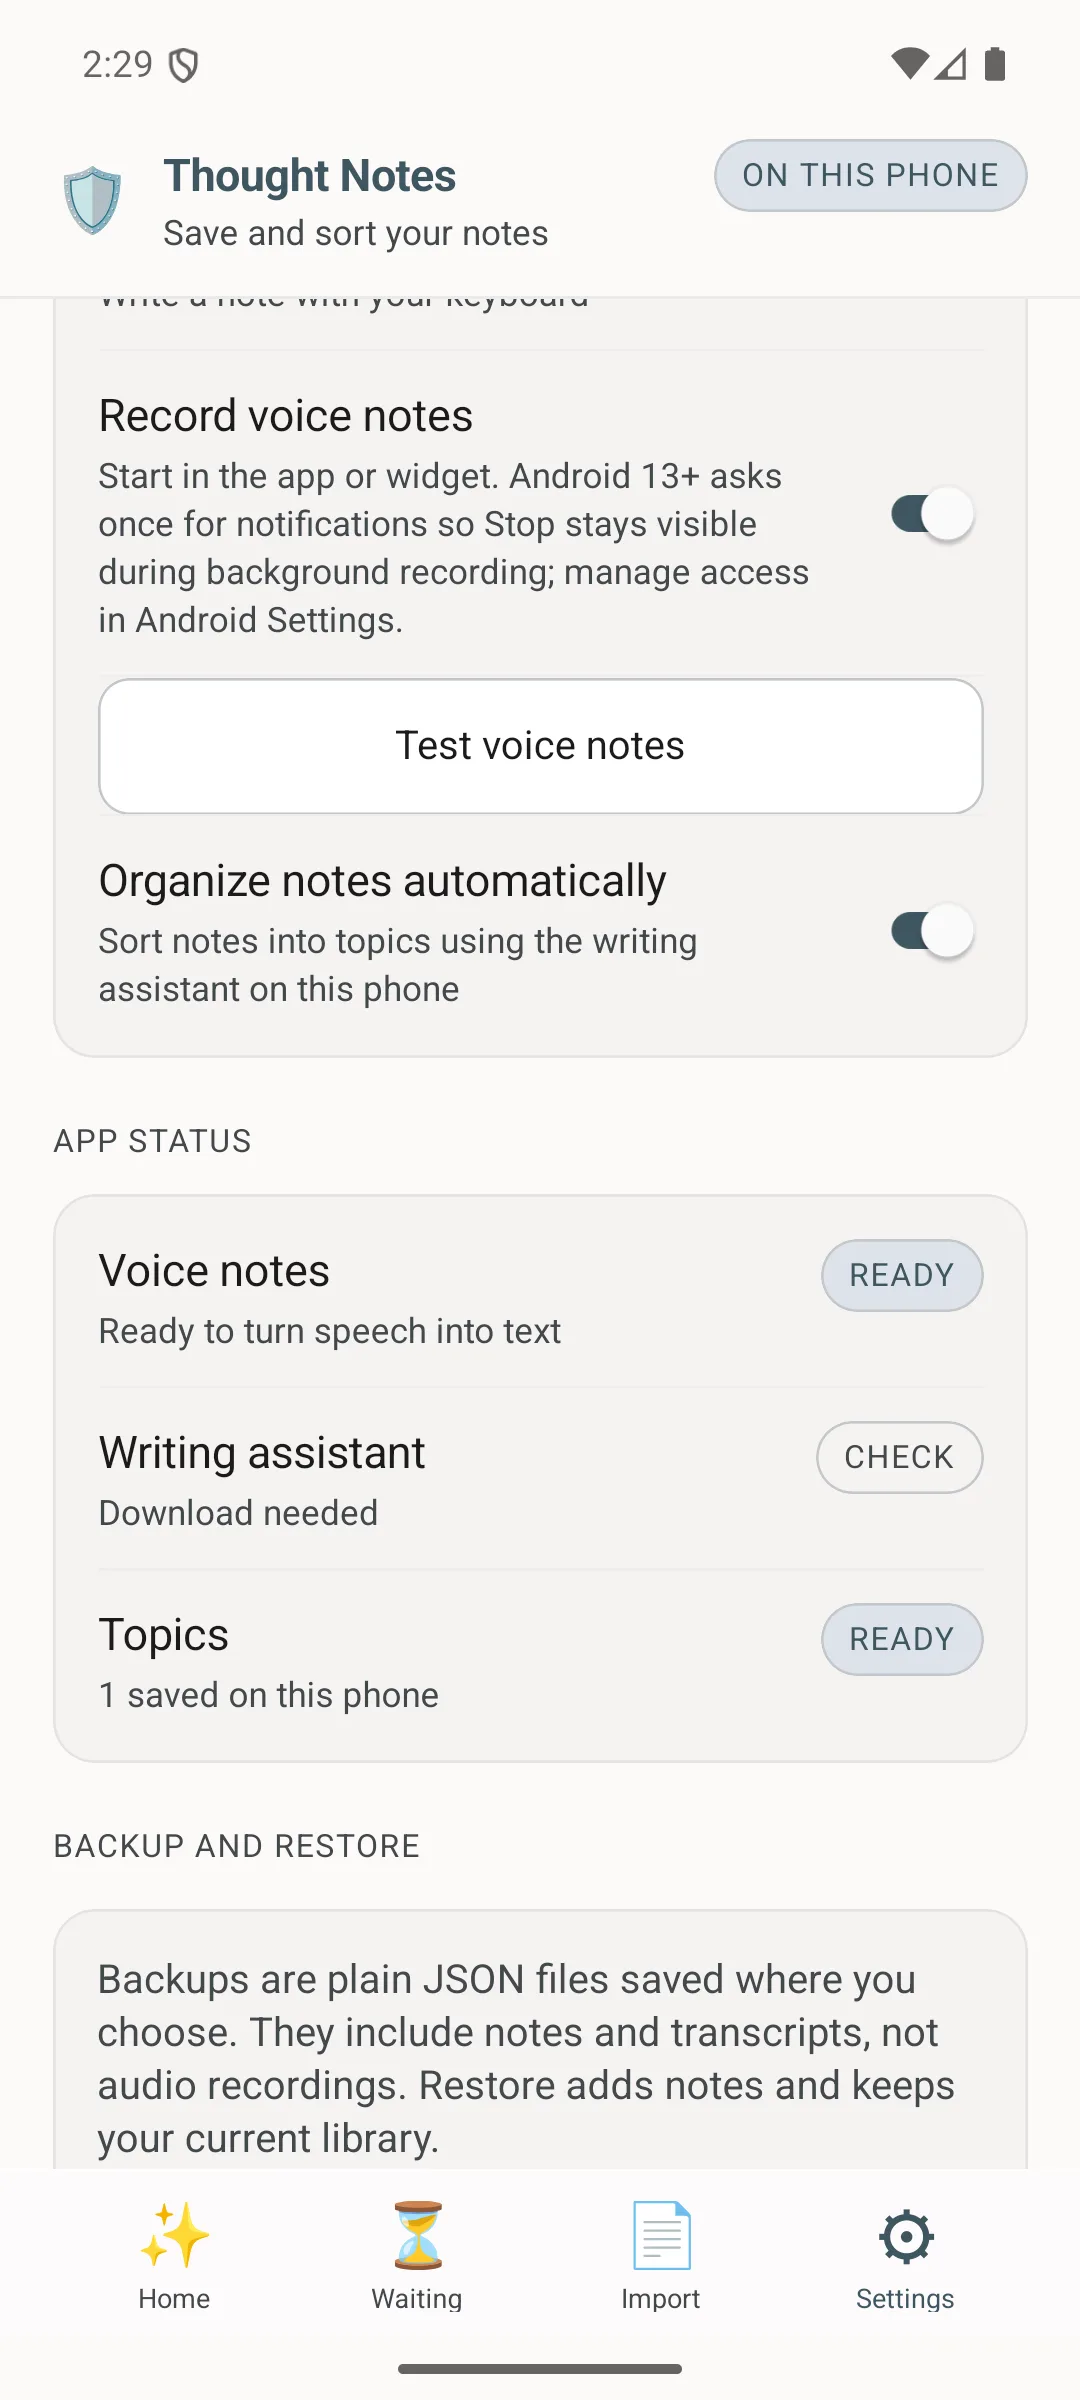 2:29
Thought Notes
ON THIS PHONE
Save and sort your notes
Write a note with your keyboard
Record voice notes
Start in the app or widget. Android 13+ asks
once for notifications so Stop stays visible
during background recording; manage access
in Android Settings.
Test voice notes
Organize notes automatically
Sort notes into topics using the writing
assistant on this phone
APP STATUS
Voice notes
READY
Ready to turn speech into text
Writing assistant
CHECK
Download needed
Topics
READY
1 saved on this phone
BACKUP AND RESTORE
Backups are plain JSON files saved where you
choose. They include notes and transcripts, not
audio recordings. Restore adds notes and keeps
your current library.
Home
Waiting
Import
Settings